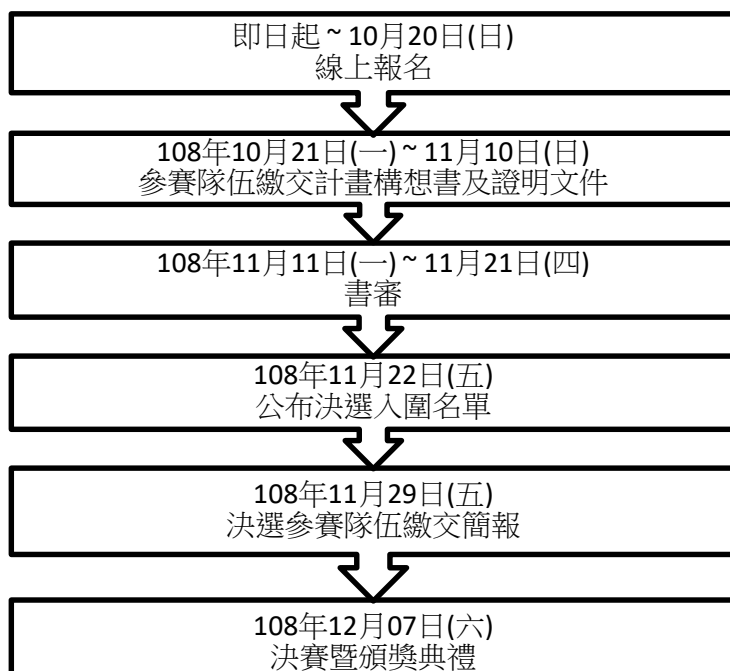 即日起 ~ 10月20日(日)
線上報名
108年10月21日(一) ~ 11月10日(日)
參賽隊伍繳交計畫構想書及證明文件
108年11月11日(一) ~ 11月21日(四)
書審
108年11月22日(五)
公布決選入圍名單
108年11月29日(五)
決選參賽隊伍繳交簡報
108年12月07日(六)
決賽暨頒獎典禮